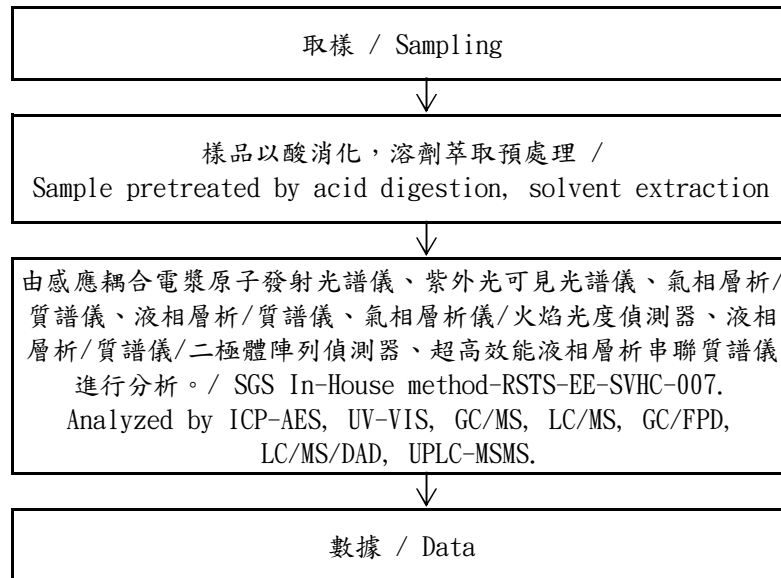 取樣 / Sampling
樣品以酸消化，溶劑萃取預處理 /
Sample pretreated by acid digestion, solvent extraction
由感應耦合電漿原子發射光譜儀、紫外光可見光譜儀、氣相層析/
質譜儀、液相層析/質譜儀、氣相層析儀/火焰光度偵測器、液相
層析/質譜儀/二極體陣列偵測器、超高效能液相層析串聯質譜儀
進行分析。/ SGS In-House method-RSTS-EE-SVHC-007.
Analyzed by ICP-AES, UV-VIS, GC/MS, LC/MS, GC/FPD,
LC/MS/DAD, UPLC-MSMS.
數據 / Data